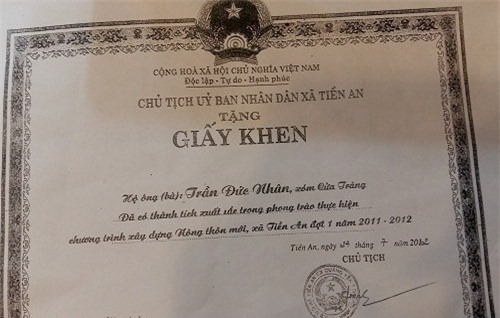 CỘNG HOÀ XÃ HỘI CHỦ NGHĨA VIỆT NAM
Độc lập - Tự do - Hạnh phúc
CHỦ TỊCH UỶ BAN NHÂN DÂN XÃ TIỀN AN
TẶNG
GIẤY KHEN
Hộ ông (bà): Trần Đức Nhân, xóm Cửa Tràng
Đã có thành tích xuất sắc trong phong trào thực hiện
chương trình xây dựng Nông thôn mới, xã Tiền An đợt 1 năm 2011 - 2012
Tiền An, ngày tháng 7 năm 2012
CHỦ TỊCH